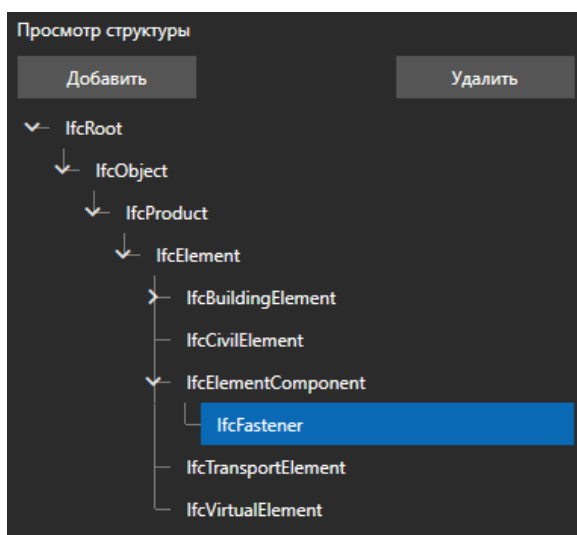 Просмотр структуры
Добавить Удалить
IfcRoot
IfcObject
IfcProduct
IfcElement
IfcBuildingElement
IfcCivilElement
IfcElementComponent
IfcFastener
IfcTransportElement
IfcVirtualElement